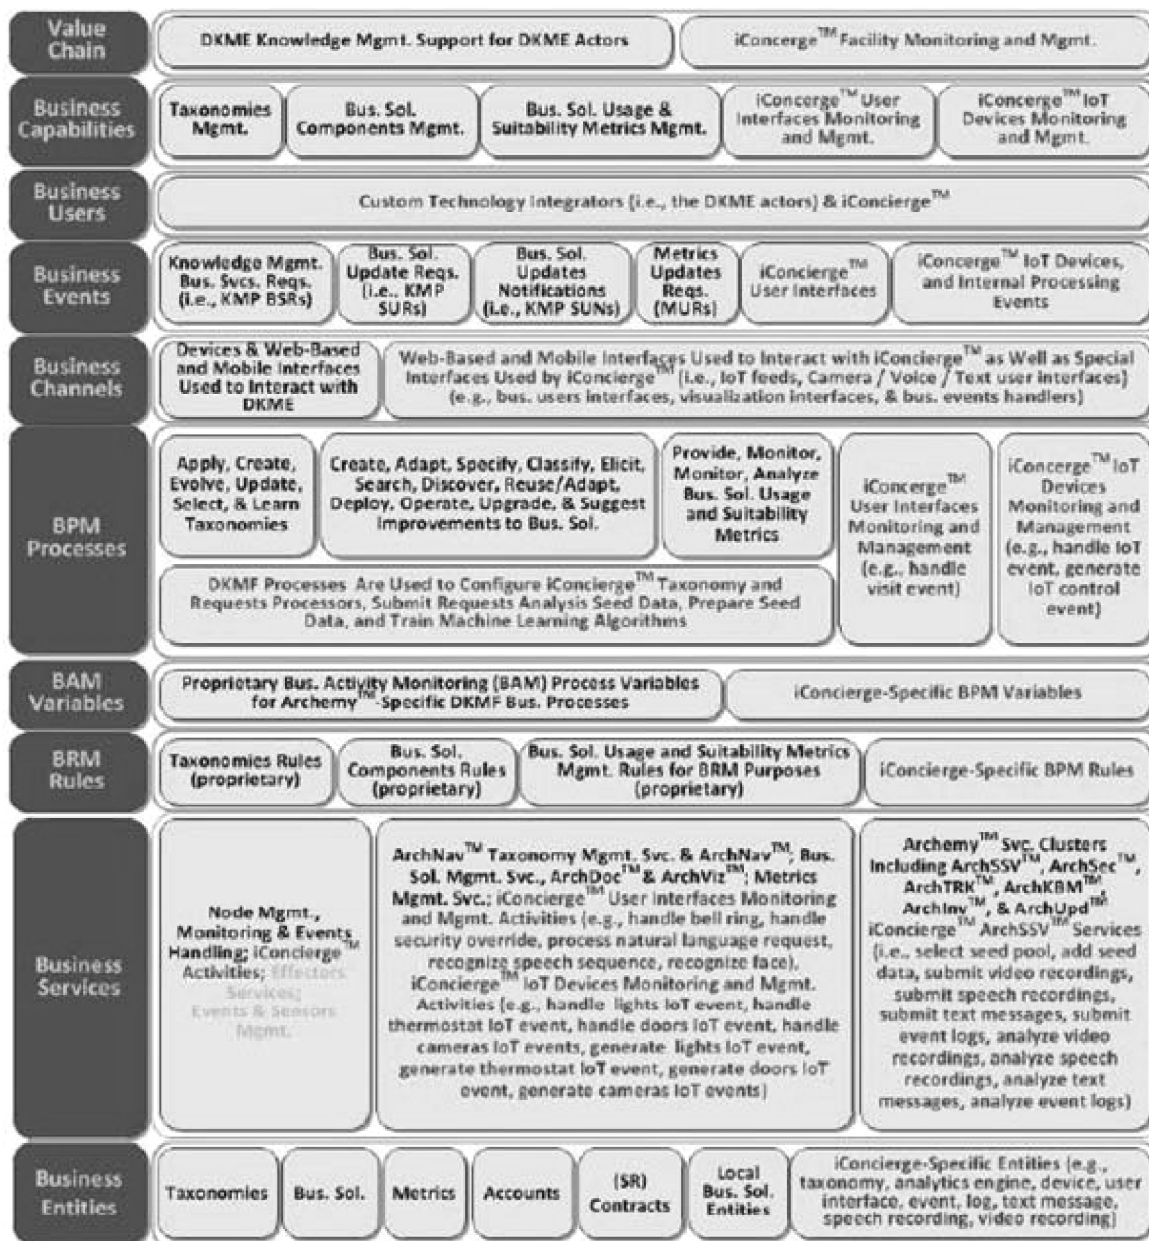 Value
Chain
DKME Knowledge Mgmt. Support for DKME Actors
iConcerge™ Facility Monitoring and Mgmt.
Business
Capabilities
Taxonomies
Mgmt.
Bus. Sol.
Components Mgmt.
Bus. Sol. Usage &
Suitability Metrics Mgmt.
iConcerge™ User
Interfaces Monitoring
and Mgmt.
iConcerge™ IoT
Devices Monitoring
and Mgmt.
Business
Users
Custom Technology Integrators (i.e., the DKME actors) & iConcierge™
Business
Events
Knowledge Mgmt.
Bus. Svcs. Reqs.
(i.e., KMP BSRs)
Bus. Sol.
Update Reqs.
(i.e., KMP
SURs)
Bus. Sol.
Updates
Notifications
(i.e., KMP SUNs)
Metrics
Updates
Reqs.
(MURs)
iConcierge™
User Interfaces
iConcerge™ IoT Devices,
and Internal Processing
Events
Business
Channels
Devices & Web-Based
and Mobile Interfaces
Used to Interact with
DKME
Web-Based and Mobile Interfaces Used to Interact with iConcierge™ as Well as Special
Interfaces Used by iConcierge™ (i.e., IoT feeds, Camera / Voice / Text user interfaces)
(e.g., bus. users interfaces, visualization interfaces, & bus. events handlers)
BPM
Processes
Apply, Create,
Evolve, Update,
Select, & Learn
Taxonomies
Create, Adapt, Specify, Classify, Elicit,
Search, Discover, Reuse/Adapt,
Deploy, Operate, Upgrade, & Suggest
Improvements to Bus. Sol.
Provide, Monitor,
Monitor, Analyze
Bus. Sol. Usage
and Suitability
Metrics
iConcerge™
User Interfaces
Monitoring and
Management
(e.g., handle
visit event)
iConcerge™ IoT
Devices
Monitoring and
Management
(e.g., handle IoT
event, generate
IoT control
event)
DKMF Processes Are Used to Configure iConcierge™ Taxonomy and
Requests Processors, Submit Requests Analysis Seed Data, Prepare Seed
Data, and Train Machine Learning Algorithms
BAM
Variables
Proprietary Bus. Activity Monitoring (BAM) Process Variables
for Archemy™-Specific DKMF Bus. Processes
iConcierge-Specific BPM Variables
BRM
Rules
Taxonomies Rules
(proprietary)
Bus. Sol.
Components Rules
(proprietary)
Bus. Sol. Usage and Suitability Metrics
Mgmt. Rules for BRM Purposes
(proprietary)
iConcierge-Specific BPM Rules
Business
Services
Node Mgmt.,
Monitoring & Events
Handling; iConcierge™
Activities; Effectors
Services;
Events & Sensors
Mgmt.
ArchNav™ Taxonomy Mgmt. Svc. & ArchNav™; Bus.
Sol. Mgmt. Svc., ArchDoc™ & ArchViz™; Metrics
Mgmt. Svc.; iConcierge™ User Interfaces Monitoring
and Mgmt. Activities (e.g., handle bell ring, handle
security override, process natural language request,
recognize speech sequence, recognize face),
iConcierge™ IoT Devices Monitoring and Mgmt.
Activities (e.g., handle lights IoT event, handle
thermostat IoT event, handle doors IoT event, handle
cameras IoT events, generate lights IoT event,
generate thermostat IoT event, generate doors IoT
event, generate cameras IoT events)
Archemy™ Svc. Clusters
Including ArchSSV™, ArchSec™,
ArchTRK™, ArchKBM™,
ArchInv™, & ArchUpd™
iConcierge™ ArchSSV™ Services
(i.e., select seed pool, add seed
data, submit video recordings,
submit speech recordings,
submit text messages, submit
event logs, analyze video
recordings, analyze speech
recordings, analyze text
messages, analyze event logs)
Business
Entities
Taxonomies
Bus. Sol.
Metrics
Accounts
(SR)
Contracts
Local
Bus. Sol.
Entities
iConcierge-Specific Entities (e.g.,
taxonomy, analytics engine, device, user
interface, event, log, text message,
speech recording, video recording)